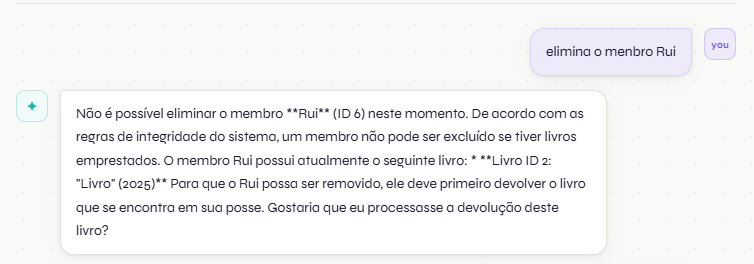 elimina o menbro Rui
you
Não é possível eliminar o membro **Rui** (ID 6) neste momento. De acordo com as
regras de integridade do sistema, um membro não pode ser excluído se tiver livros
emprestados. O membro Rui possui atualmente o seguinte livro: * **Livro ID 2:
"Livro" (2025)** Para que o Rui possa ser removido, ele deve primeiro devolver o livro
que se encontra em sua posse. Gostaria que eu processasse a devolução deste
livro?